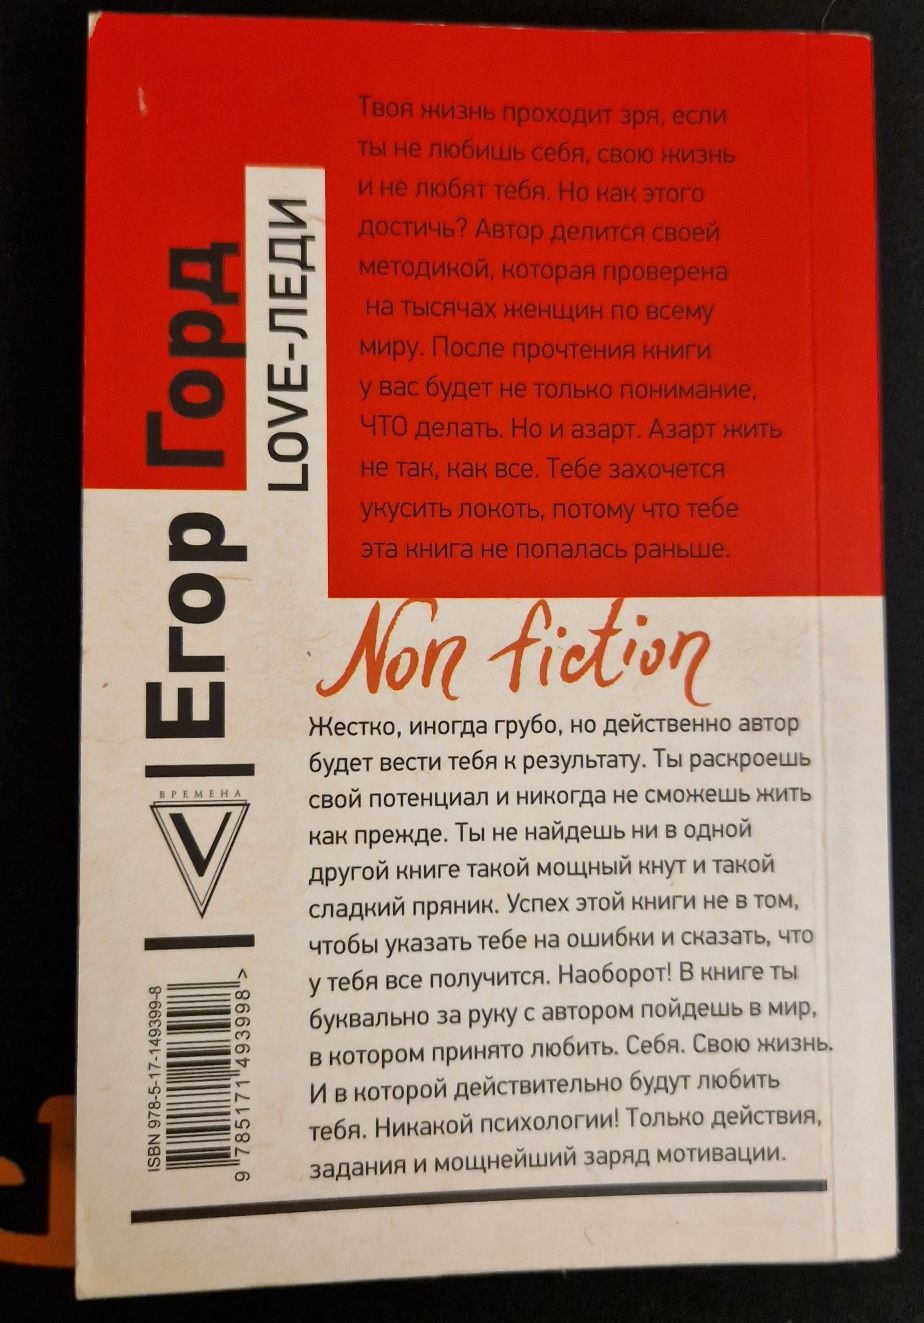 Твоя жизнь проходит зря, если
ты не любишь себя, свою жизнь
и не любят тебя. Но как этого
достичь? Автор делится своей
методикой, которая проверена
на тысячах женщин по всему
миру. После прочтения книги
у вас будет не только понимание,
ЧТО делать. Но и азарт. Азарт жить
не так, как все. Тебе захочется
укусить локоть, потому что тебе
эта книга не попалась раньше.
Егор Горд
LOVE-ЛЕДИ
Non fiction
Жестко, иногда грубо, но действенно автор
будет вести тебя к результату. Ты раскроешь
свой потенциал и никогда не сможешь жить
как прежде. Ты не найдешь ни в одной
другой книге такой мощный кнут и такой
сладкий пряник. Успех этой книги не в том,
чтобы указать тебе на ошибки и сказать, что
у тебя все получится. Наоборот! В книге ты
буквально за руку с автором пойдешь в мир,
в котором принято любить. Себя. Свою жизнь.
И в которой действительно будут любить
тебя. Никакой психологии! Только действия,
задания и мощнейший заряд мотивации.
ВРЕМЕНА
V
ISBN 978-5-17-149399-8
9 785171 493998 >